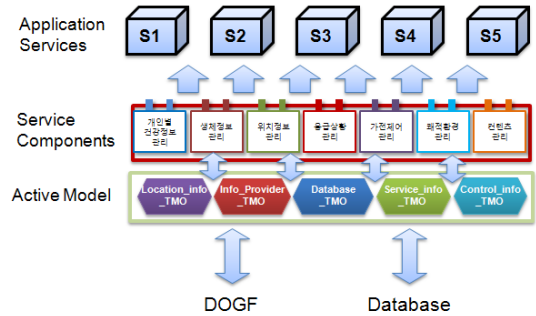 Application
Services
S1 S2 S3 S4 S5
Service
Components
개인별
건강정보
관리
생체정보
관리
위치정보
관리
응급상황
관리
가전제어
관리
쾌적환경
관리
컨텐츠
관리
Active Model
Location_info
_TMO
Info_Provider
_TMO
Database
_TMO
Service_info
_TMO
Control_info
_TMO
DOGF
Database